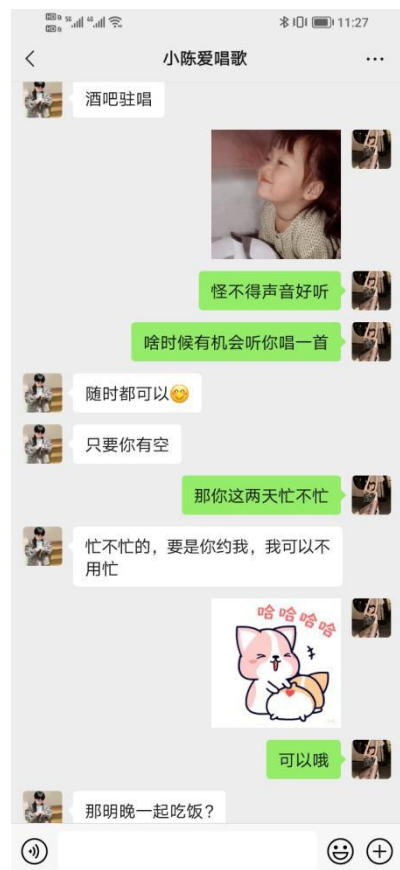 HD 5G 4G 11:27
HD
小陈爱唱歌
酒吧驻唱
怪不得声音好听
啥时候有机会听你唱一首
随时都可以
只要你有空
那你这两天忙不忙
忙不忙的，要是你约我，我可以不
用忙
哈哈哈哈
可以哦
那明晚一起吃饭？